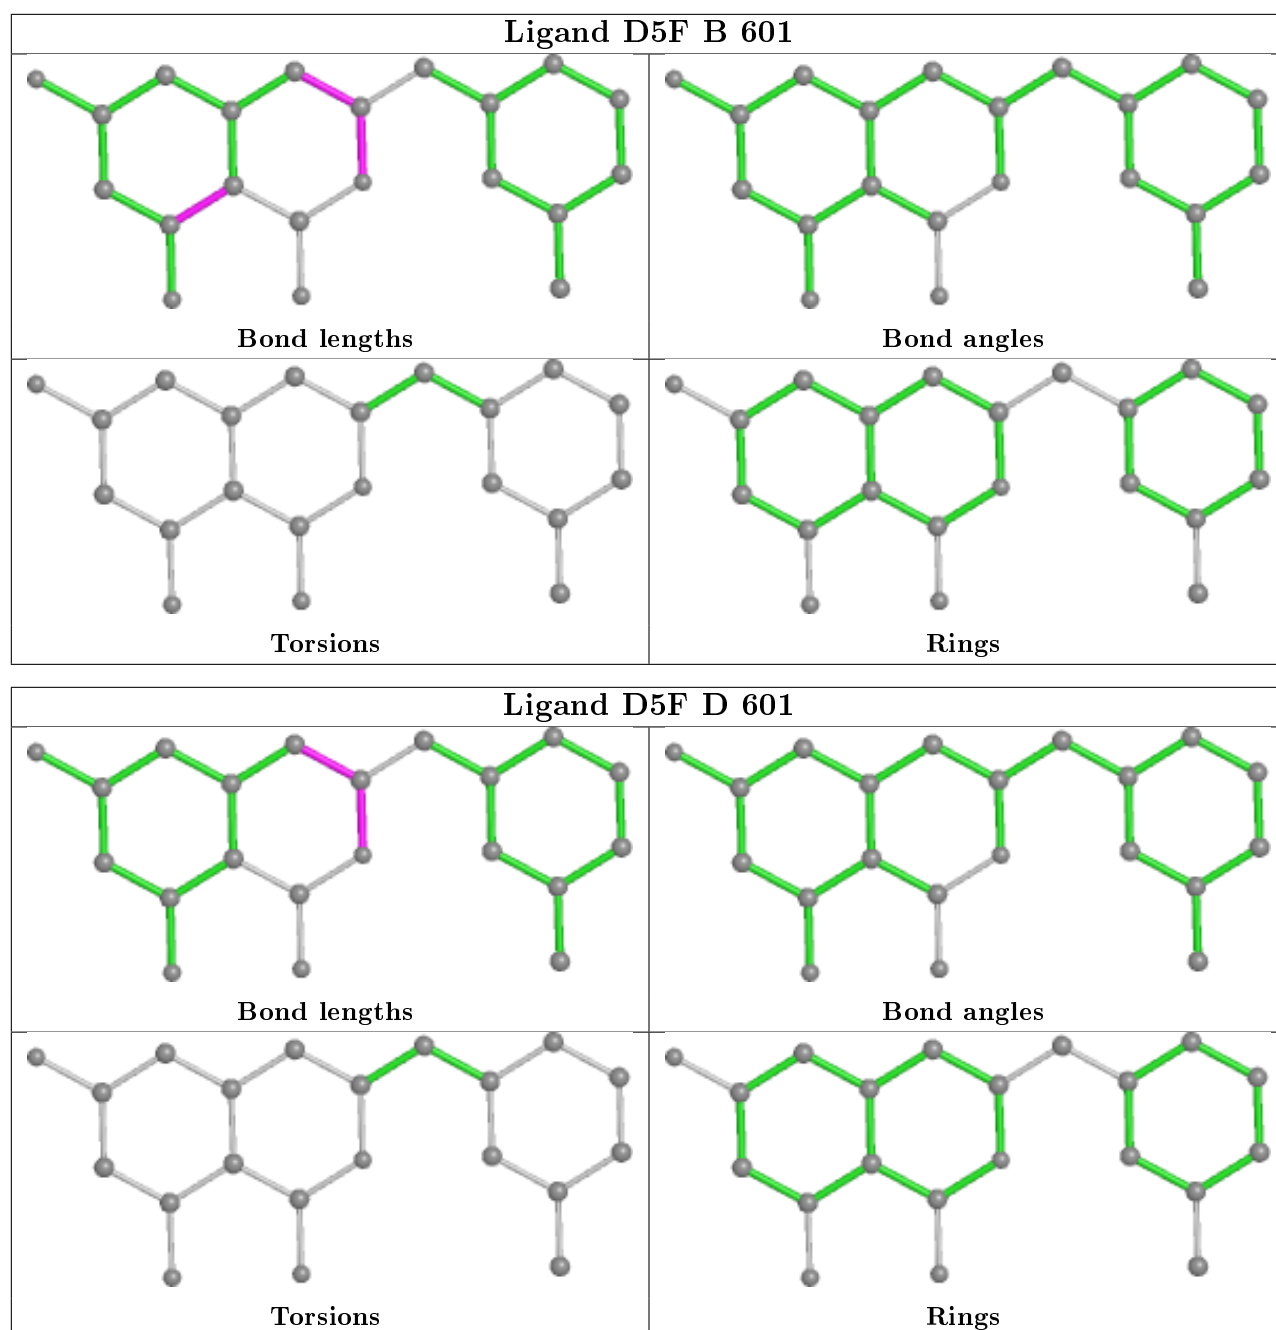 Ligand D5F B 601
Bond lengths
Bond angles
Torsions
Rings
Ligand D5F D 601
Bond lengths
Bond angles
Torsions
Rings